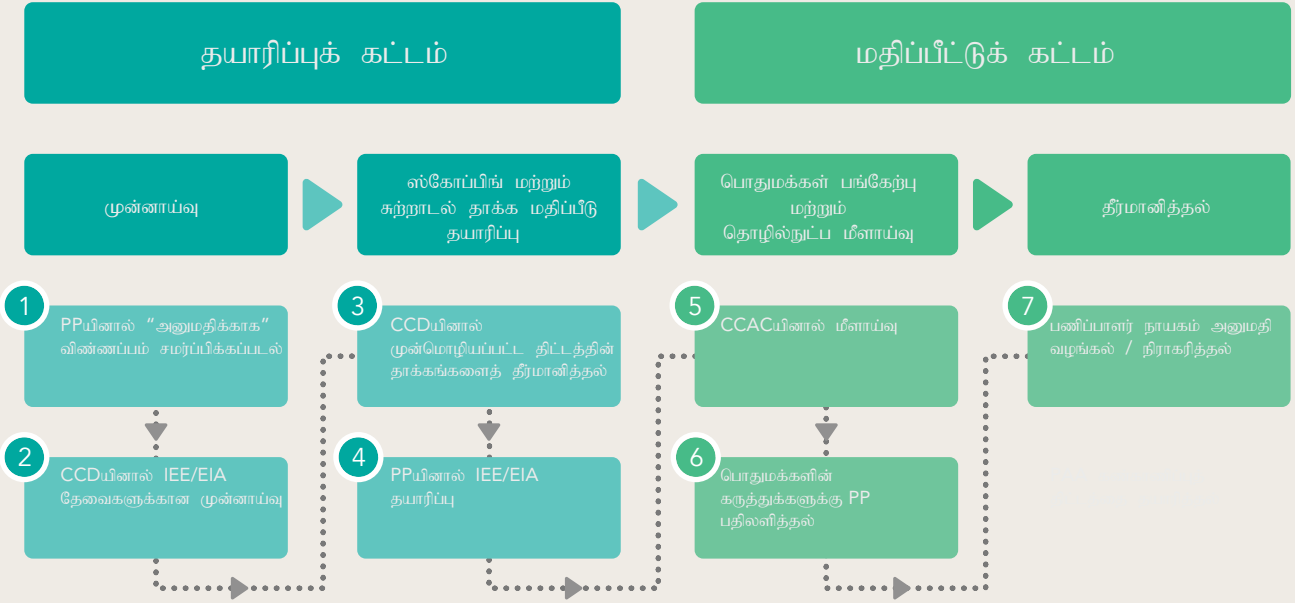 தயாரிப்புக் கட்டம்
மதிப்பீட்டுக் கட்டம்
முன்னாய்வு
ஸ்கோப்பிங் மற்றும்
சுற்றாடல் தாக்க மதிப்பீடு
தயாரிப்பு
பொதுமக்கள் பங்கேற்பு
மற்றும்
தொழில்நுட்ப மீளாய்வு
தீர்மானித்தல்
1
PPயினால் “அனுமதிக்காக”
விண்ணப்பம் சமர்ப்பிக்கப்படல்
2
CCDயினால் IEE/EIA
தேவைகளுக்கான முன்னாய்வு
3
CCDயினால்
முன்மொழியப்பட்ட திட்டத்தின்
தாக்கங்களைத் தீர்மானித்தல்
4
PPயினால் IEE/EIA
தயாரிப்பு
5
CCACயினால் மீளாய்வு
6
பொதுமக்களின்
கருத்துக்களுக்கு PP
பதிலளித்தல்
7
பணிப்பாளர் நாயகம் அனுமதி
வழங்கல் / நிராகரித்தல்